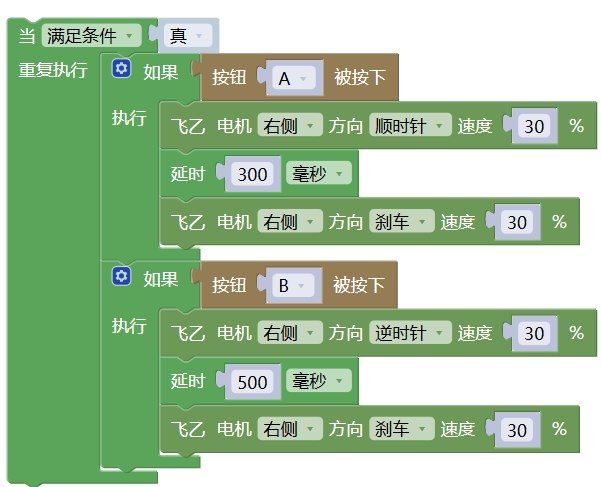 当 满足条件 真
重复执行 如果 按钮 A 被按下
执行 飞乙 电机 右侧 方向 顺时针 速度 30 %
延时 300 毫秒
飞乙 电机 右侧 方向 刹车 速度 30 %
如果 按钮 B 被按下
执行 飞乙 电机 右侧 方向 逆时针 速度 30 %
延时 500 毫秒
飞乙 电机 右侧 方向 刹车 速度 30 %